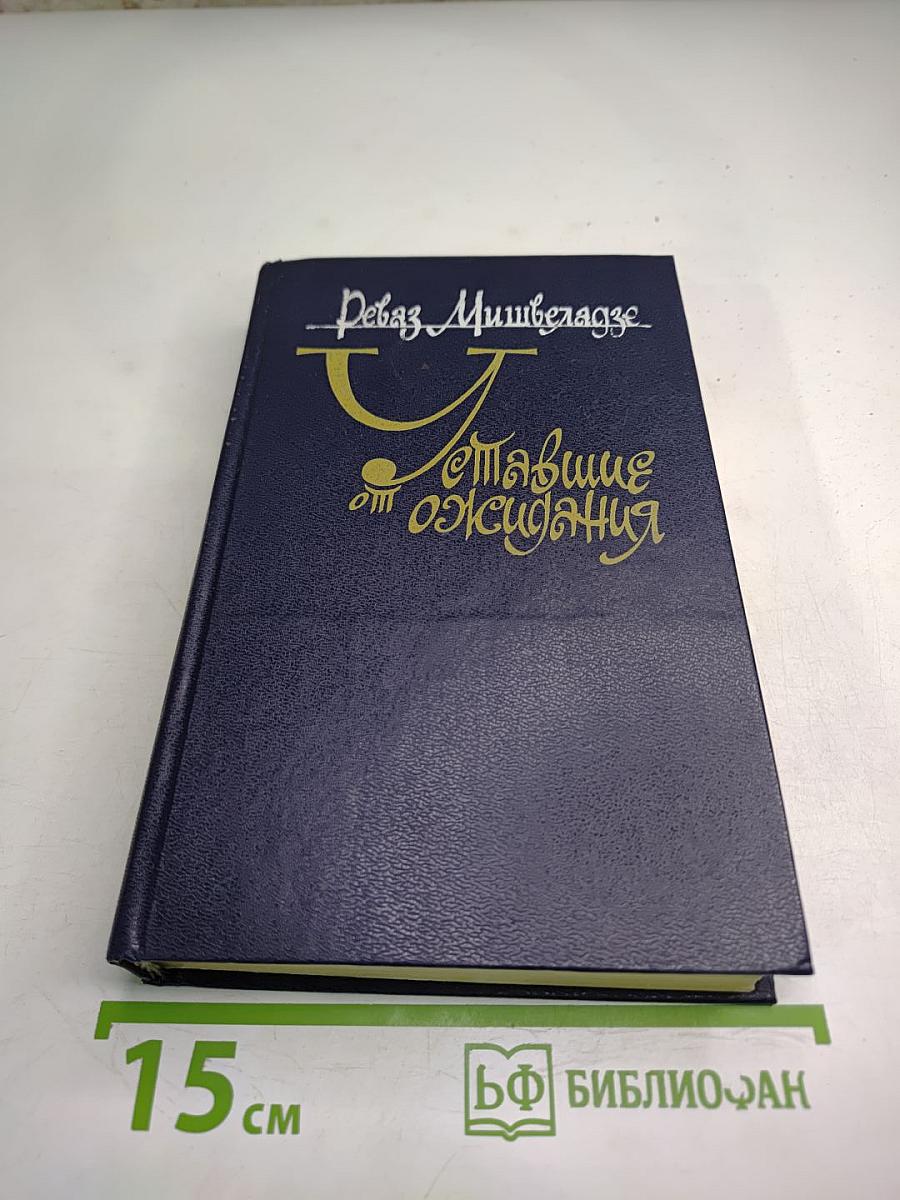 Реваз Мишвеладзе
Уставшие
от ожидания
15 см
БФ БИБЛИОФАН